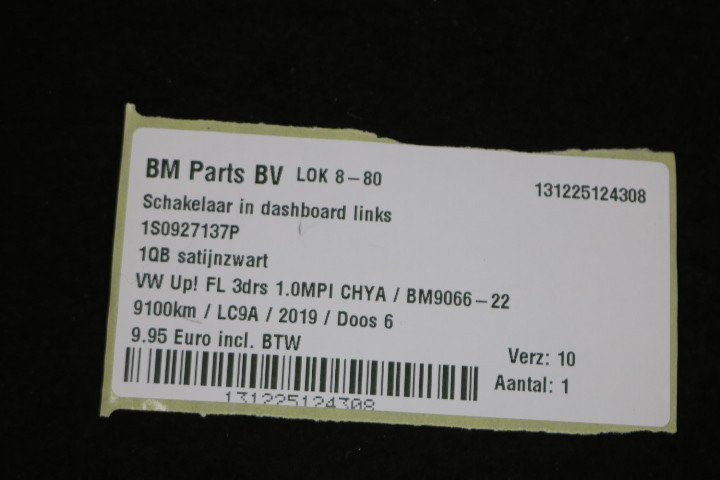 BM Parts BV LOK 8-80
131225124308
Schakelaar in dashboard links
1S0927137P
1QB satijnzwart
VW Up! FL 3drs 1.0MPI CHYA / BM9066-22
9100km / LC9A / 2019 / Doos 6
9.95 Euro incl. BTW
Verz: 10
Aantal: 1
131225124308